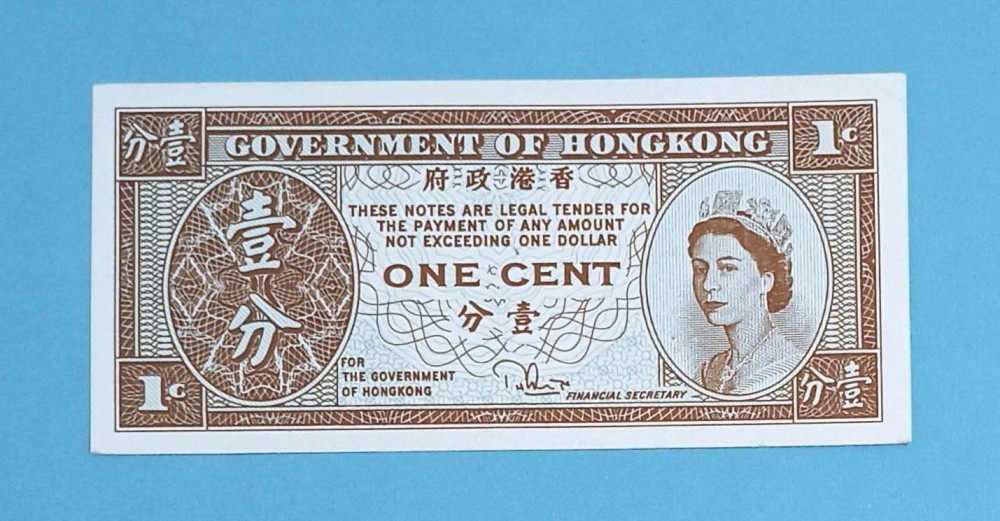 分壹
GOVERNMENT OF HONGKONG
1C
府政港香
THESE NOTES ARE LEGAL TENDER FOR
THE PAYMENT OF ANY AMOUNT
NOT EXCEEDING ONE DOLLAR
ONE CENT
分壹
壹
分
FOR
THE GOVERNMENT
OF HONGKONG
FINANCIAL SECRETARY
1C
分壹